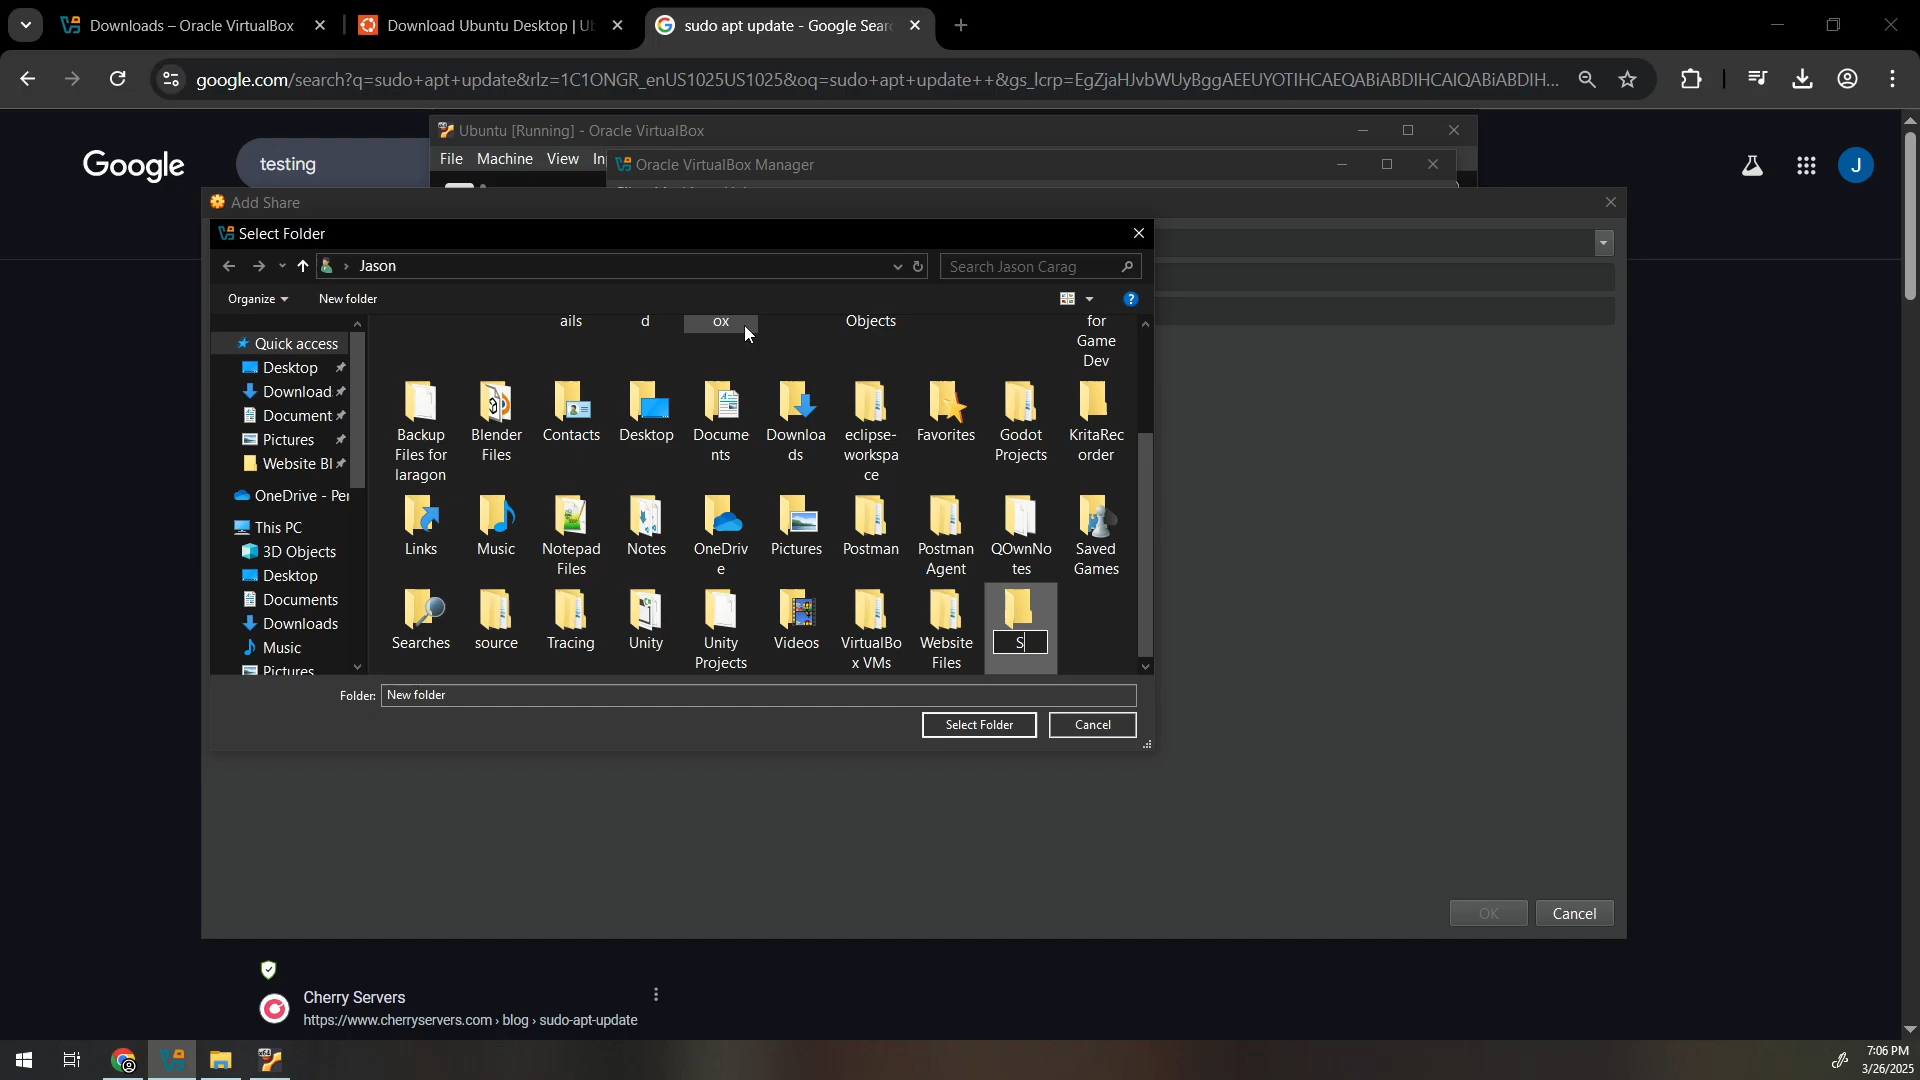 Downloads – Oracle VirtualBox
Download Ubuntu Desktop | Ub
sudo apt update - Google Sear
google.com/search?q=sudo+apt+update&rlz=1C1ONGR_enUS1025US1025&oq=sudo+apt+update++&gs_lcrp=EgZjaHJvbWUyBggAEEUYOTIHCAEQABiABDIHCAIQABiABDIH...
Google
testing
J
Ubuntu [Running] - Oracle VirtualBox
File Machine View In
Oracle VirtualBox Manager
Add Share
Select Folder
Jason
Search Jason Carag
Organize
New folder
Quick access
Desktop
Download
Document
Pictures
Website Bl
OneDrive - Per
This PC
3D Objects
Desktop
Documents
Downloads
Music
Pictures
ails
d
ox
Objects
for
Game
Dev
Backup
Files for
laragon
Blender
Files
Contacts
Desktop
Docume
nts
Downloa
ds
eclipse-
workspa
ce
Favorites
Godot
Projects
KritaRec
order
Links
Music
Notepad
Files
Notes
OneDriv
e
Pictures
Postman
Postman
Agent
QOwnNo
tes
Saved
Games
Searches
source
Tracing
Unity
Unity
Projects
Videos
VirtualBo
x VMs
Website
Files
S
Folder: New folder
Select Folder
Cancel
OK
Cancel
Cherry Servers
https://www.cherryservers.com › blog › sudo-apt-update
7:06 PM
3/26/2025